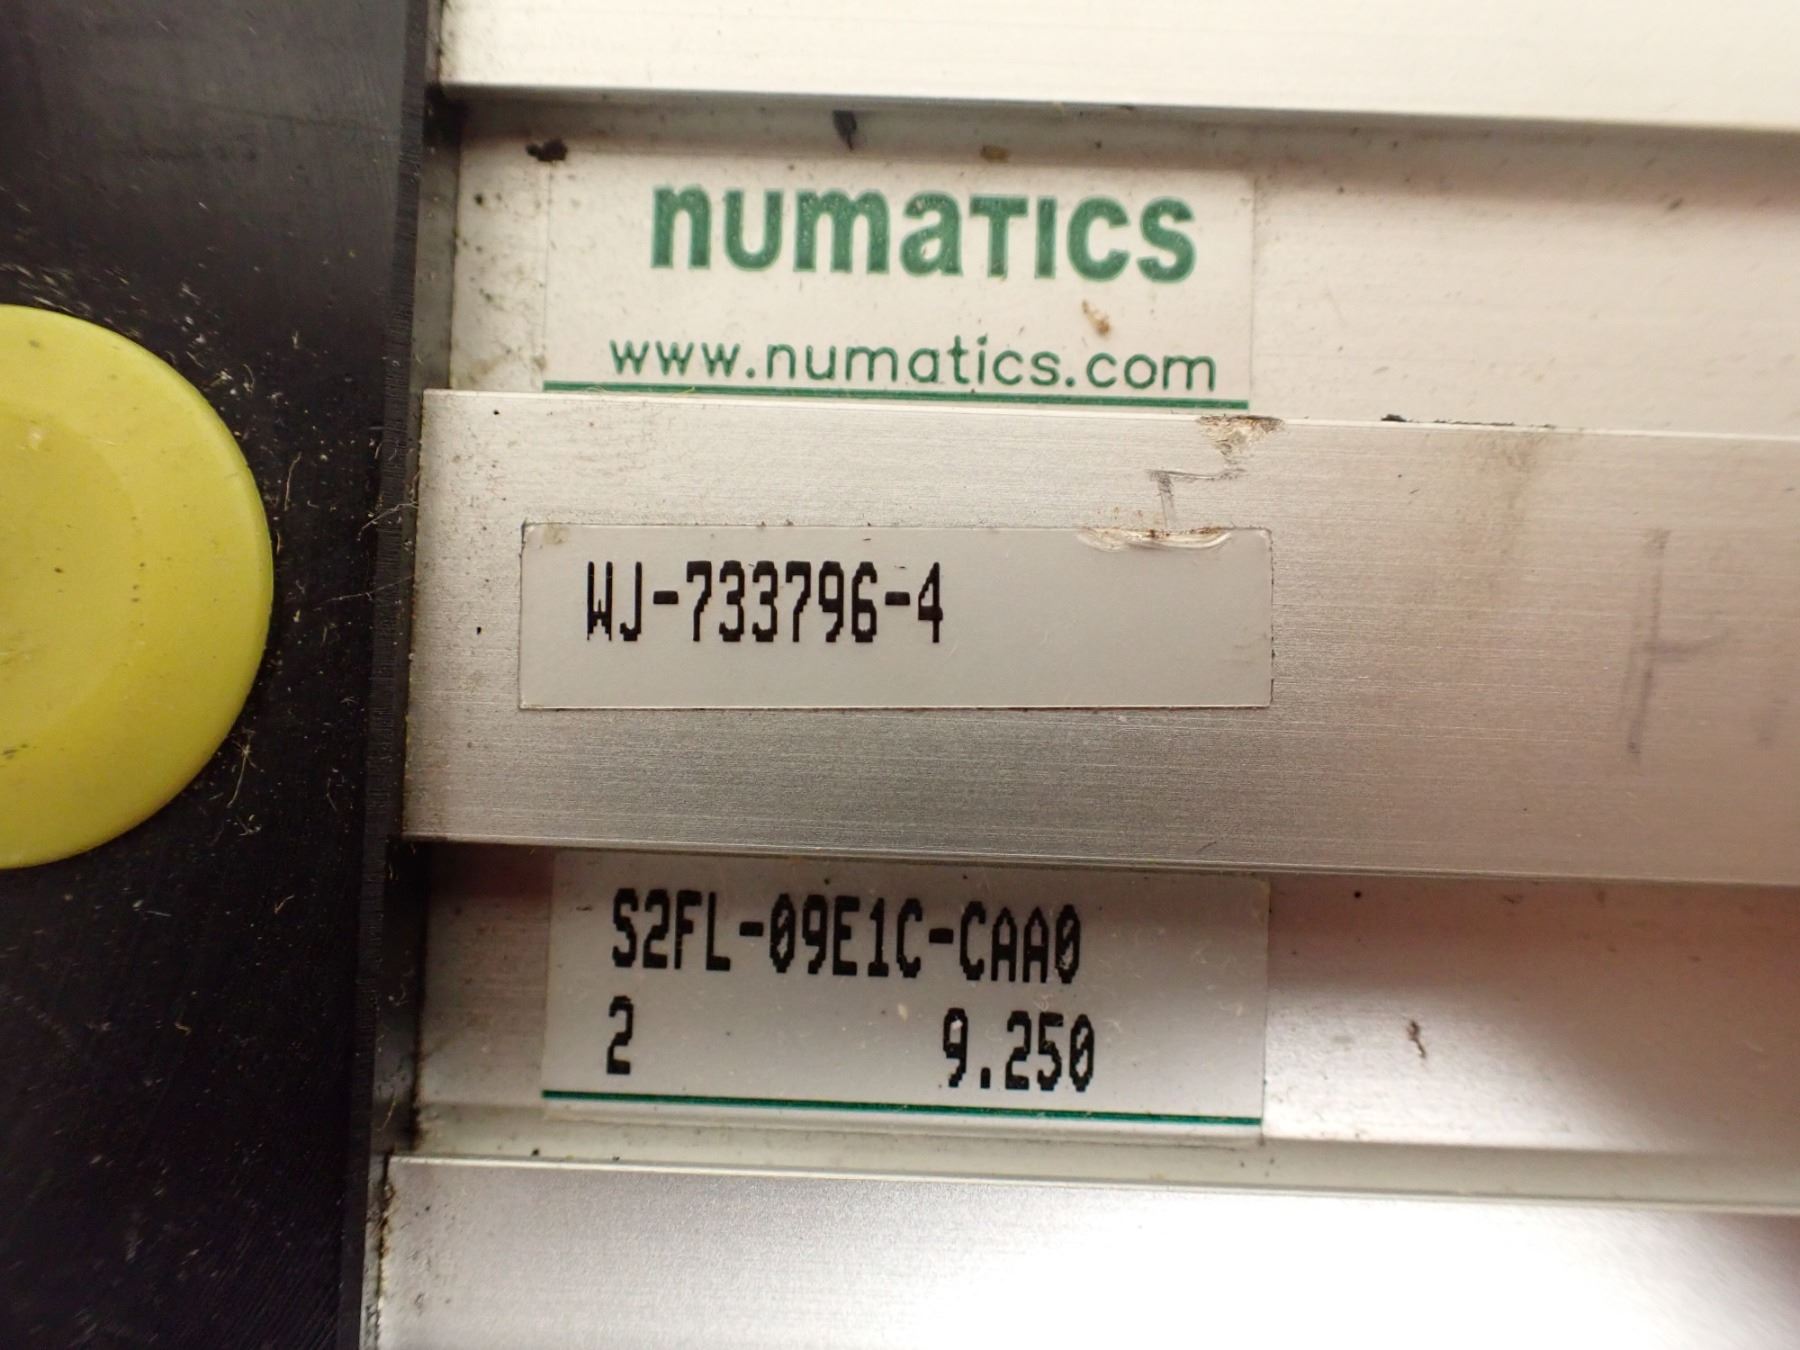 numatics
www.numatics.com
WJ-733796-4
S2FL-09E1C-CAA0
2 9.250